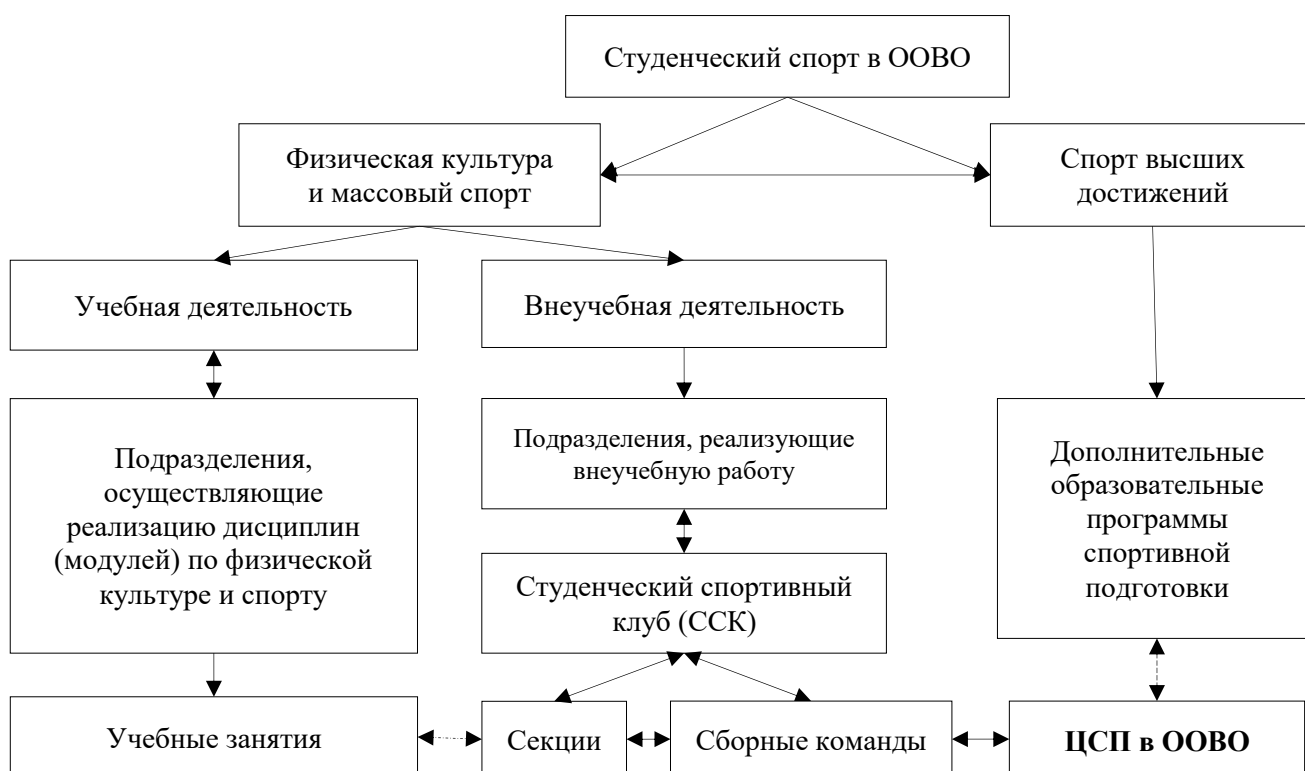 Студенческий спорт в ООВО
Физическая культура
и массовый спорт
Спорт высших
достижений
Учебная деятельность
Внеучебная деятельность
Подразделения,
осуществляющие
реализацию дисциплин
(модулей) по физической
культуре и спорту
Подразделения, реализующие
внеучебную работу
Дополнительные
образовательные
программы
спортивной
подготовки
Студенческий спортивный
клуб (ССК)
Учебные занятия
Секции
Сборные команды
ЦСП в ООВО